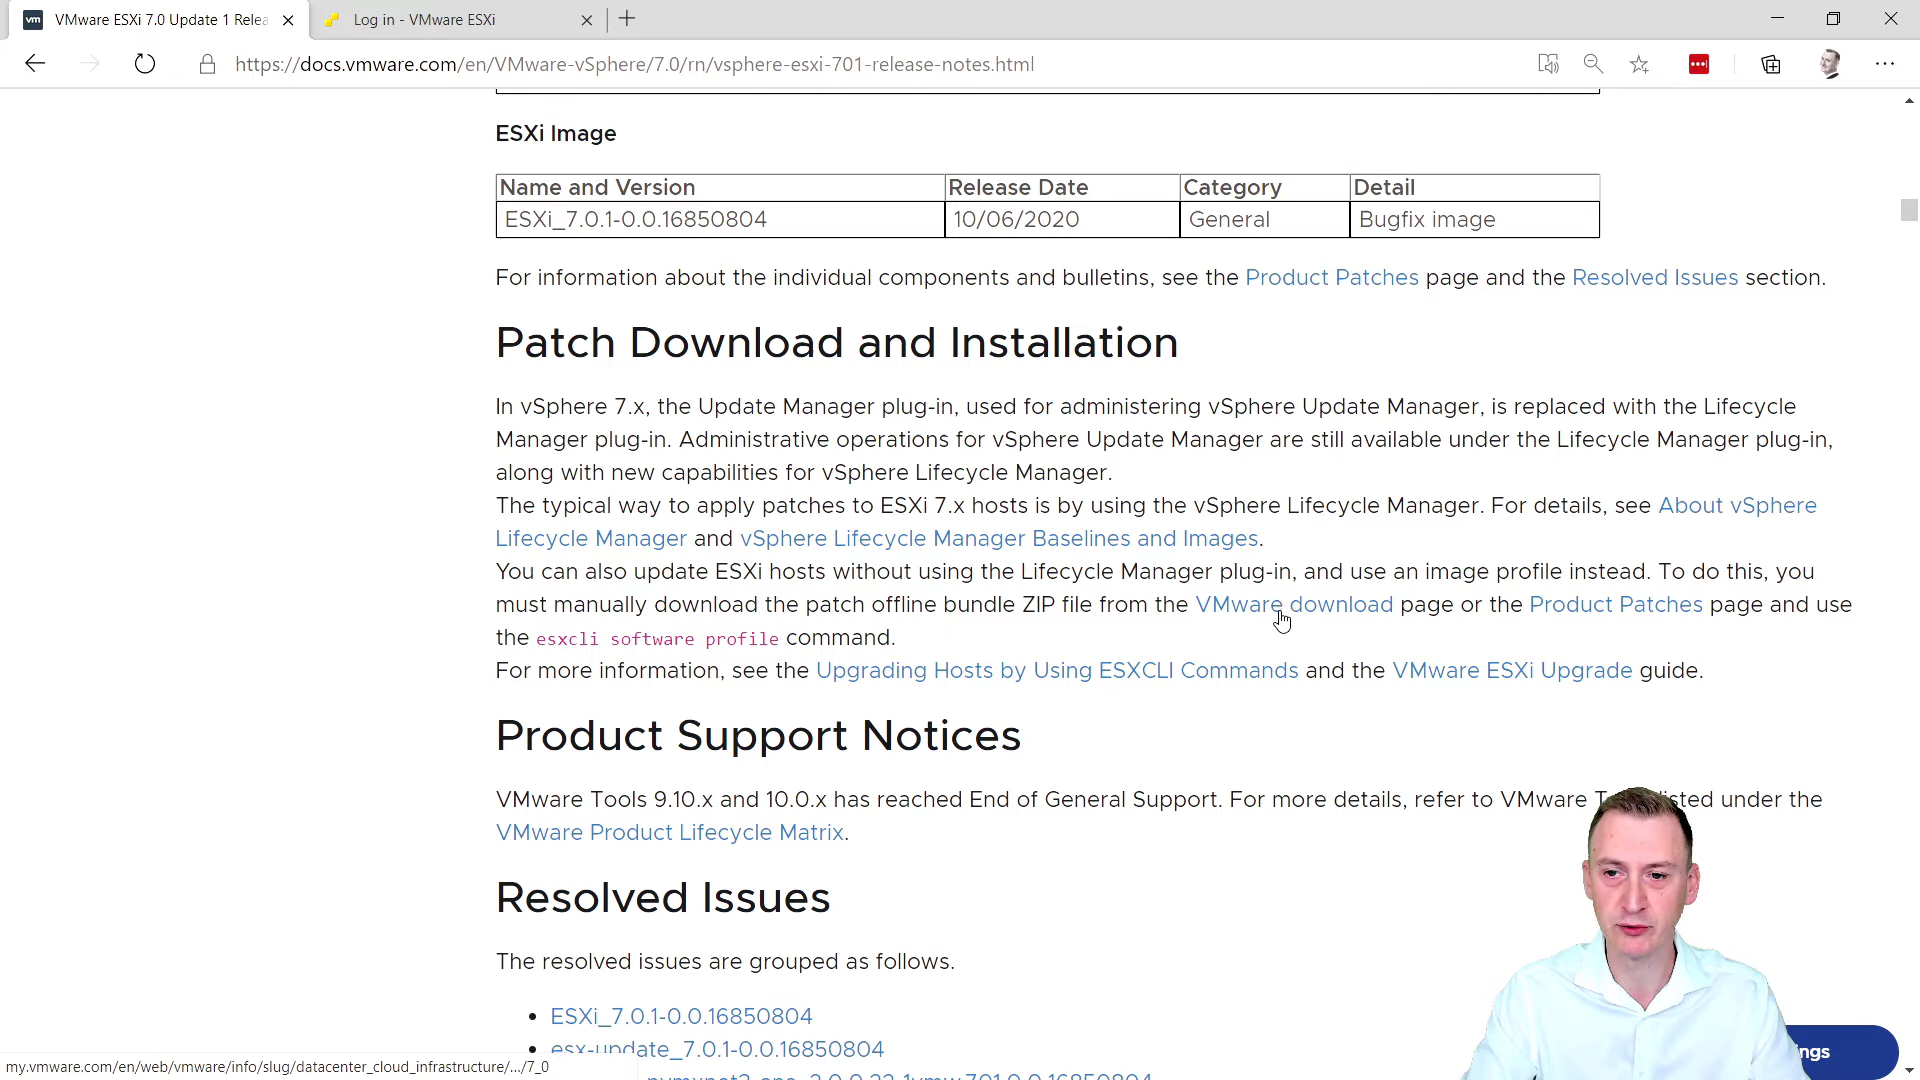 vm VMware ESXi 7.0 Update 1 Relea
Log in - VMware ESXi
https://docs.vmware.com/en/VMware-vSphere/7.0/rn/vsphere-esxi-701-release-notes.html
ESXi Image
Name and Version Release Date Category Detail
ESXi_7.0.1-0.0.16850804 10/06/2020 General Bugfix image
For information about the individual components and bulletins, see the Product Patches page and the Resolved Issues section.
Patch Download and Installation
In vSphere 7.x, the Update Manager plug-in, used for administering vSphere Update Manager, is replaced with the Lifecycle
Manager plug-in. Administrative operations for vSphere Update Manager are still available under the Lifecycle Manager plug-in,
along with new capabilities for vSphere Lifecycle Manager.
The typical way to apply patches to ESXi 7.x hosts is by using the vSphere Lifecycle Manager. For details, see About vSphere
Lifecycle Manager and vSphere Lifecycle Manager Baselines and Images.
You can also update ESXi hosts without using the Lifecycle Manager plug-in, and use an image profile instead. To do this, you
must manually download the patch offline bundle ZIP file from the VMware download page or the Product Patches page and use
the esxcli software profile command.
For more information, see the Upgrading Hosts by Using ESXCLI Commands and the VMware ESXi Upgrade guide.
Product Support Notices
VMware Tools 9.10.x and 10.0.x has reached End of General Support. For more details, refer to VMware listed under the
VMware Product Lifecycle Matrix.
Resolved Issues
The resolved issues are grouped as follows.
• ESXi_7.0.1-0.0.16850804
• esx-update_7.0.1-0.0.16850804
my.vmware.com/en/web/vmware/info/slug/datacenter_cloud_infrastructure/.../7_0